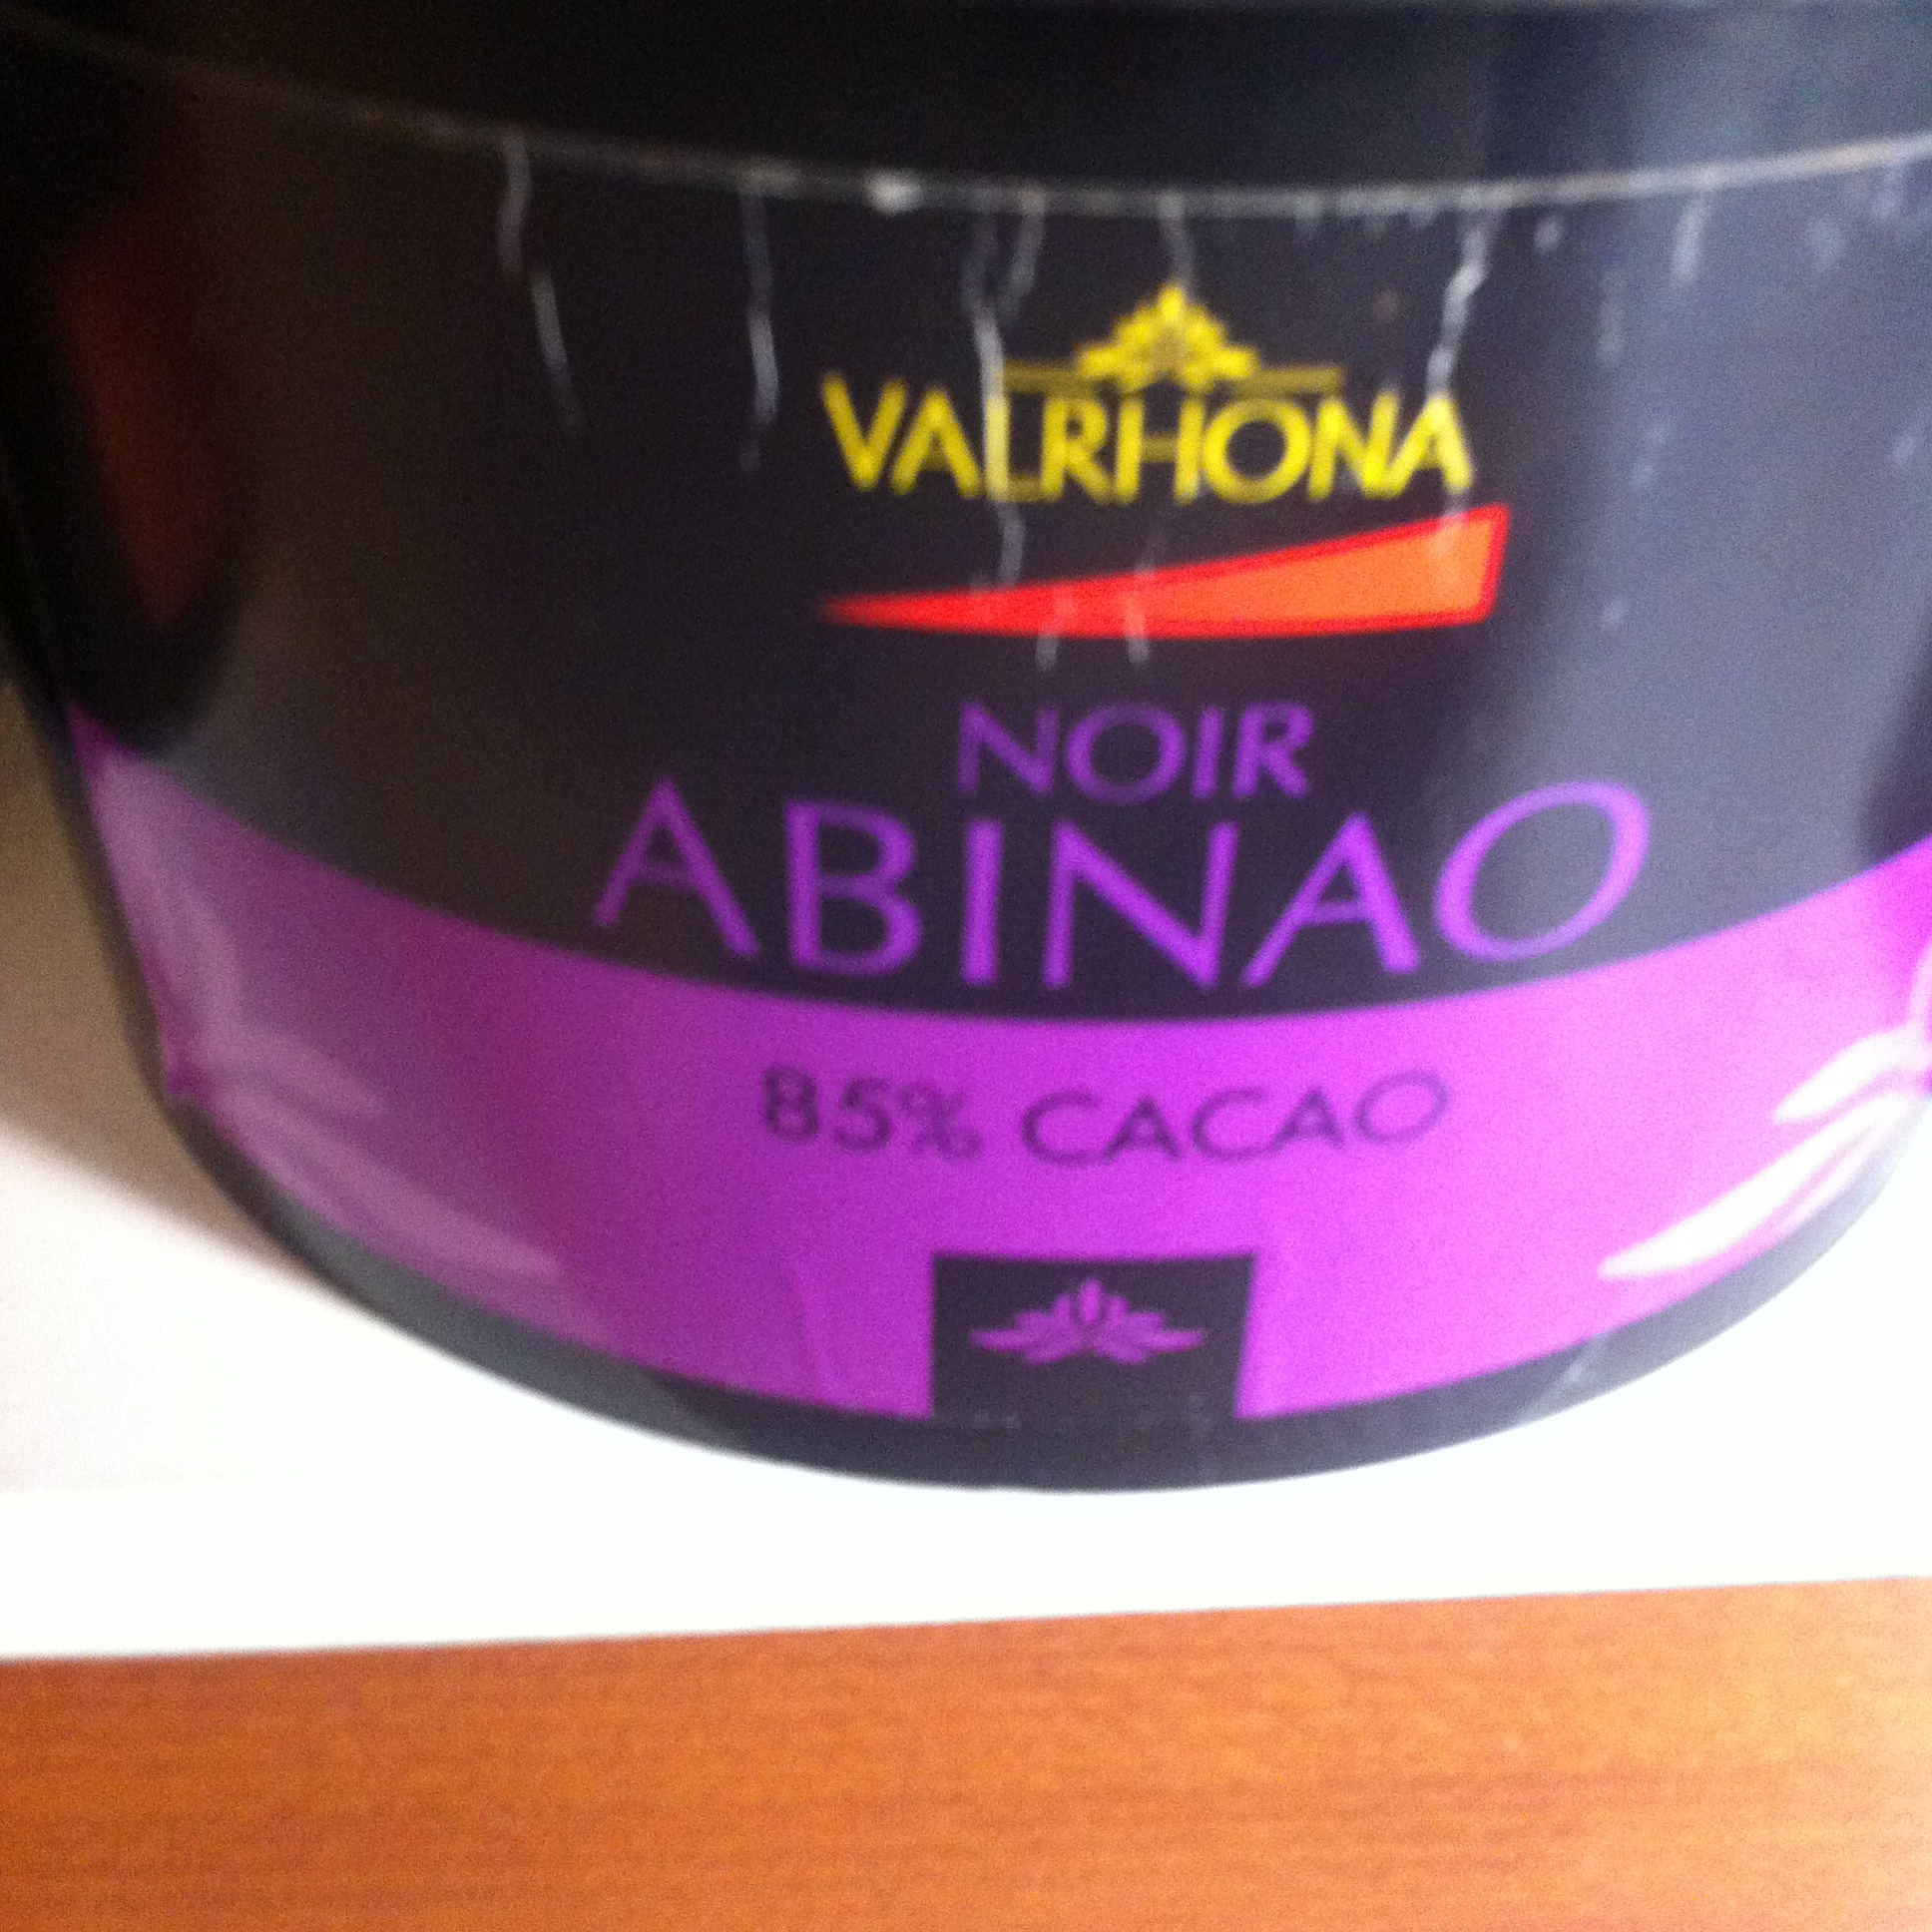 VALRHONA
NOIR
ABINAO
85% CACAO